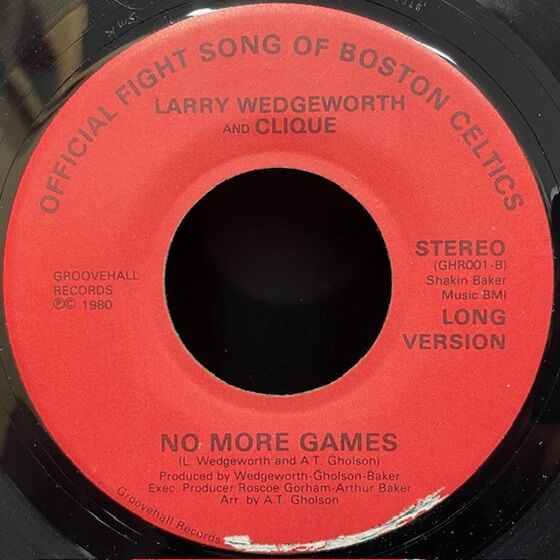 OFFICIAL FIGHT SONG OF BOSTON CELTICS
LARRY WEDGEWORTH
AND CLIQUE
GROOVEHALL
RECORDS
ⓅⒸ 1980
STEREO
(GHR001-B)
Shakin Baker
Music BMI
LONG
VERSION
NO MORE GAMES
(L. Wedgeworth and A.T. Gholson)
Produced by Wedgeworth-Gholson-Baker
Exec. Producer Roscoe Gorham-Arthur Baker
Arr. by A.T. Gholson
Groovehall Records